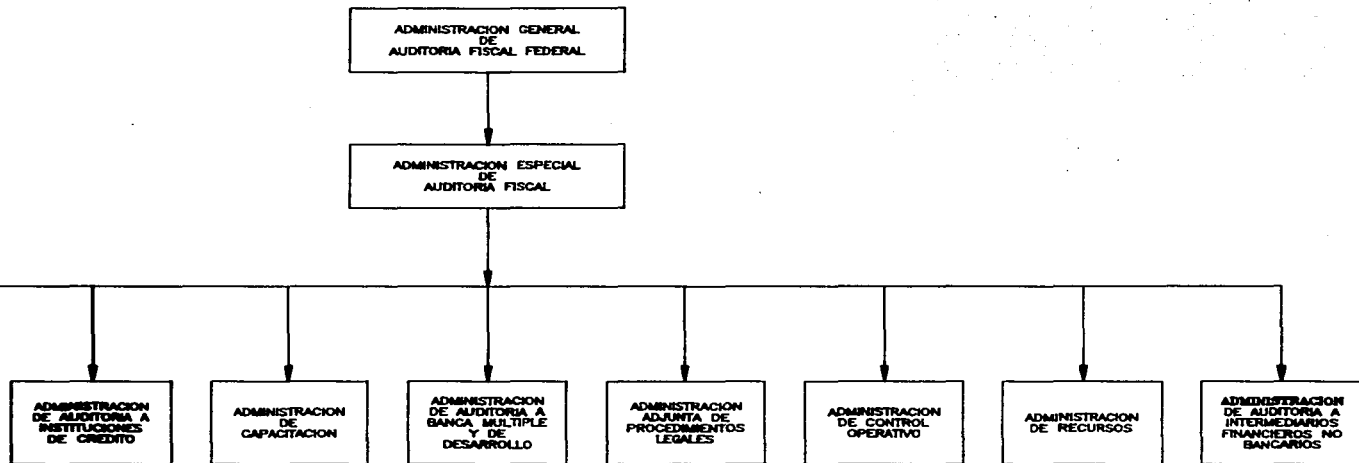 ADMINISTRACION GENERAL
DE
AUDITORIA FISCAL FEDERAL
ADMINISTRACION ESPECIAL
DE
AUDITORIA FISCAL
ADMINISTRACION
DE AUDITORIA A
INSTITUCIONES
DE CREDITO
ADMINISTRACION
DE
CAPACITACION
ADMINISTRACION
DE AUDITORIA A
BANCA MULTIPLE
Y DE
DESARROLLO
ADMINISTRACION
ADJUNTA DE
PROCEDIMIENTOS
LEGALES
ADMINISTRACION
DE CONTROL
OPERATIVO
ADMINISTRACION
DE RECURSOS
ADMINISTRACION
DE AUDITORIA A
INTERMEDIARIOS
FINANCIEROS NO
BANCARIOS